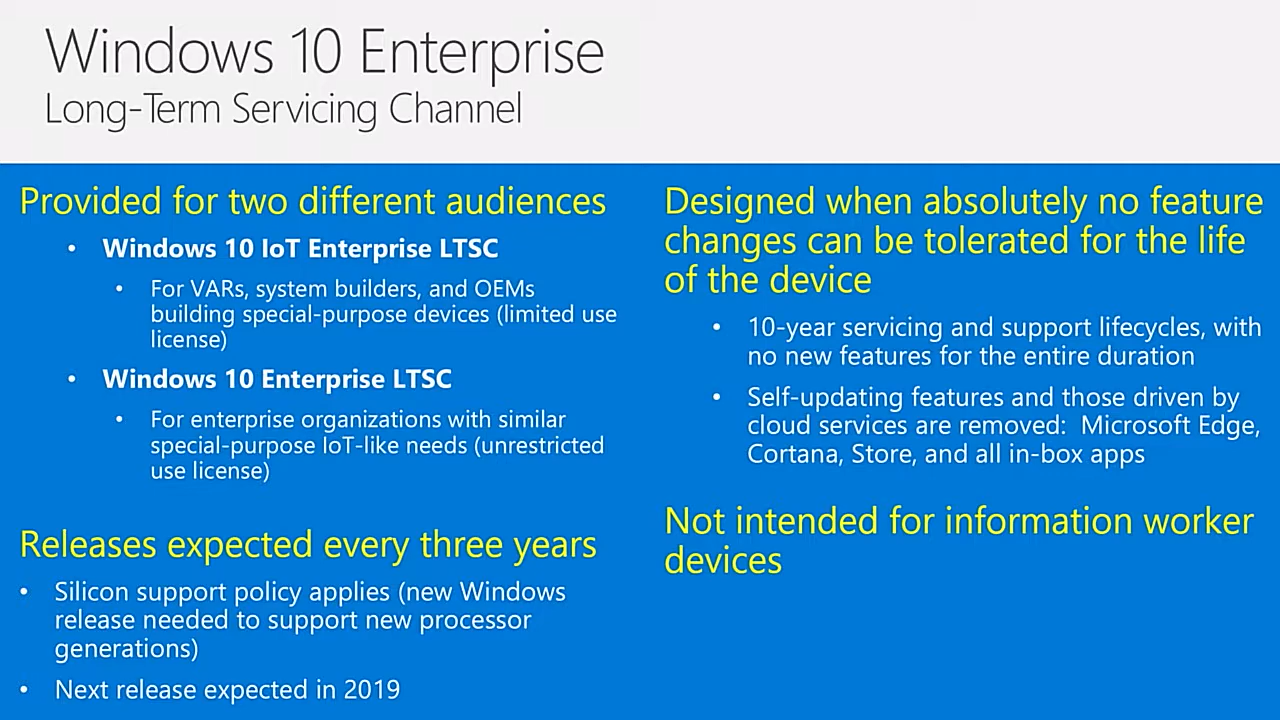 Windows 10 Enterprise
Long-Term Servicing Channel
Provided for two different audiences
• Windows 10 IoT Enterprise LTSC
• For VARs, system builders, and OEMs
building special-purpose devices (limited use
license)
• Windows 10 Enterprise LTSC
• For enterprise organizations with similar
special-purpose IoT-like needs (unrestricted
use license)
Releases expected every three years
• Silicon support policy applies (new Windows
release needed to support new processor
generations)
• Next release expected in 2019
Designed when absolutely no feature
changes can be tolerated for the life
of the device
• 10-year servicing and support lifecycles, with
no new features for the entire duration
• Self-updating features and those driven by
cloud services are removed:  Microsoft Edge,
Cortana, Store, and all in-box apps
Not intended for information worker
devices